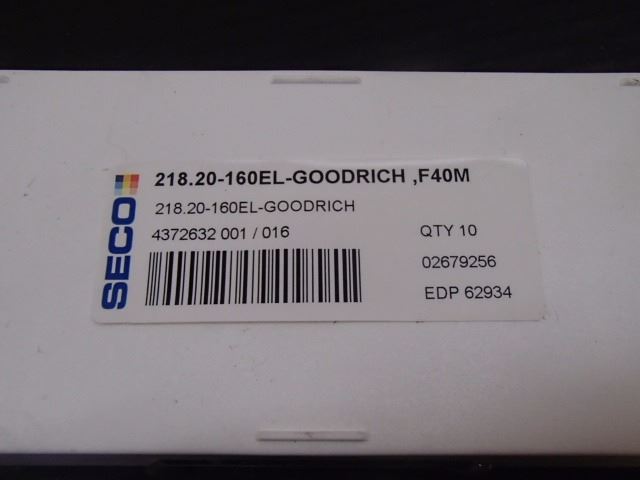 SECO
218.20-160EL-GOODRICH ,F40M
218.20-160EL-GOODRICH
4372632 001 / 016 QTY 10
02679256
EDP 62934